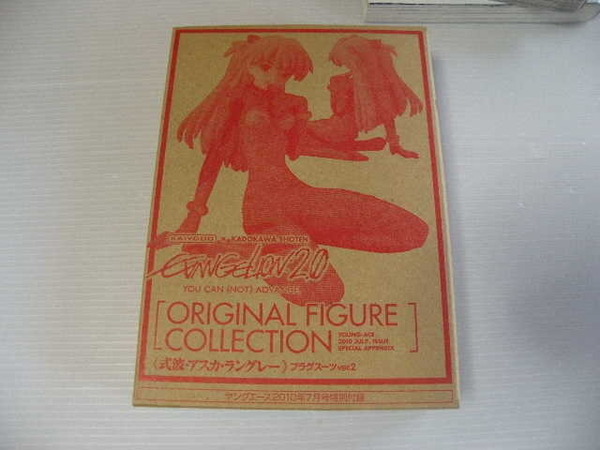 KAIYODO × KADOKAWA SHOTEN
EVANGELION 2.0
YOU CAN (NOT) ADVANCE.
[ORIGINAL FIGURE
COLLECTION]
YOUNG-ACE
2010 JULY. ISSUE
SPECIAL APPENDIX
《式波・アスカ・ラングレー》プラグスーツver.2
ヤングエース2010年7月号特別付録